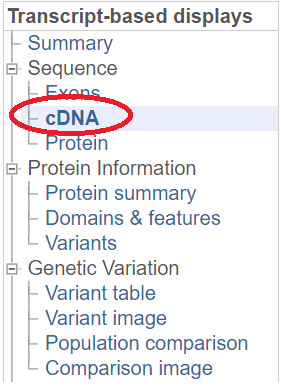 Transcript-based displays
Summary
Sequence
Exons
cDNA
Protein
Protein Information
Protein summary
Domains & features
Variants
Genetic Variation
Variant table
Variant image
Population comparison
Comparison image